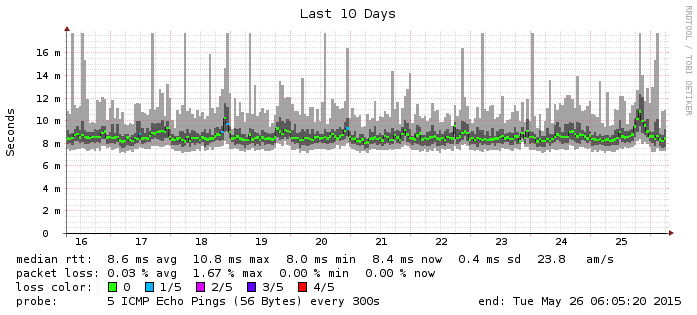 Last 10 Days
RRDTOOL / TOBI OETIKER
Seconds
16 m
14 m
12 m
10 m
8 m
6 m
4 m
2 m
0
16 17 18 19 20 21 22 23 24 25
median rtt: 8.6 ms avg 10.8 ms max 8.0 ms min 8.4 ms now 0.4 ms sd 23.8 am/s
packet loss: 0.03 % avg 1.67 % max 0.00 % min 0.00 % now
loss color: 0 1/5 2/5 3/5 4/5
probe: 5 ICMP Echo Pings (56 Bytes) every 300s end: Tue May 26 06:05:20 2015